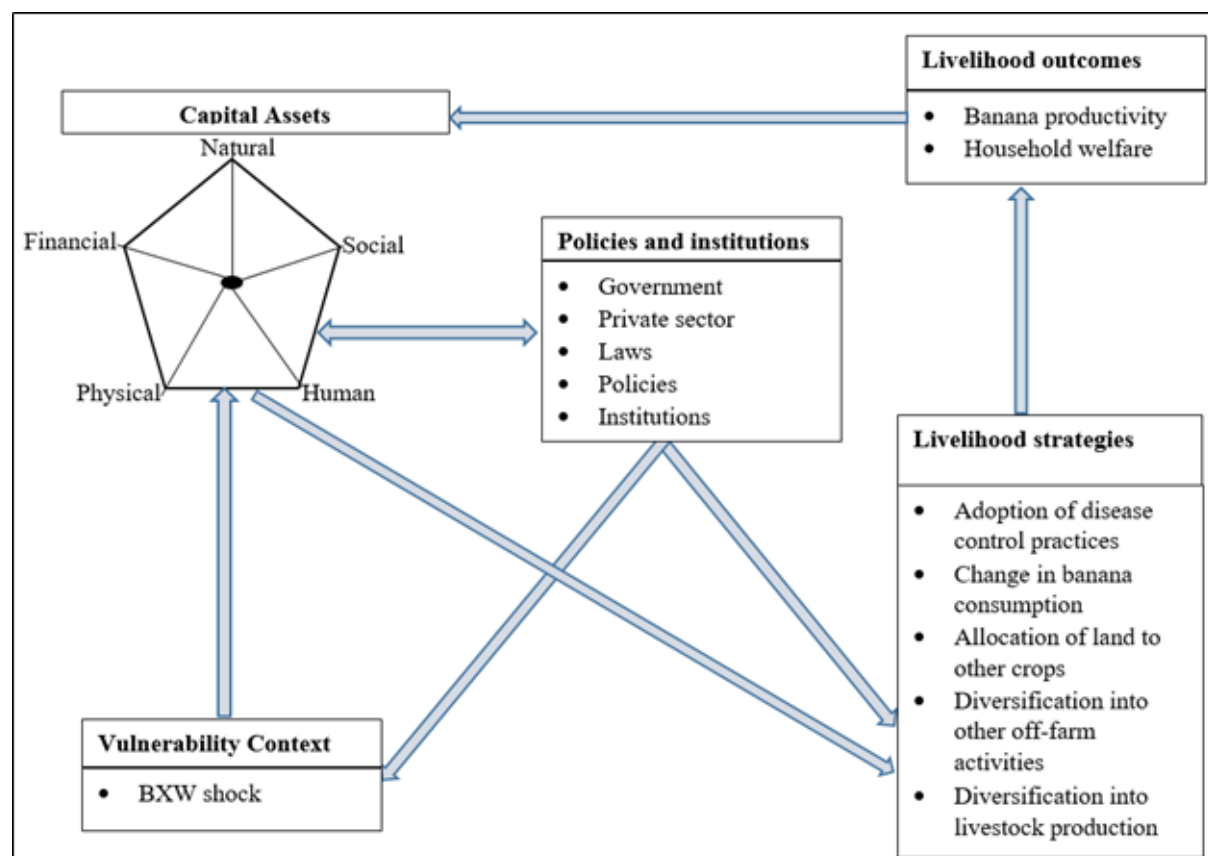 Capital Assets
Natural
Financial
Social
Physical
Human
Policies and institutions
• Government
• Private sector
• Laws
• Policies
• Institutions
Livelihood outcomes
• Banana productivity
• Household welfare
Livelihood strategies
• Adoption of disease
control practices
• Change in banana
consumption
• Allocation of land to
other crops
• Diversification into
other off-farm
activities
• Diversification into
livestock production
Vulnerability Context
• BXW shock